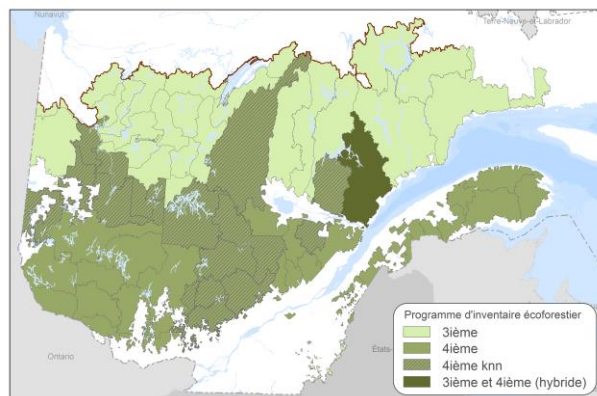 Nunavut
Terre-Neuve-et-Labrador
Ontario
États-
Programme d'inventaire écoforestier
3ième
4ième
4ième knn
3ième et 4ième (hybride)